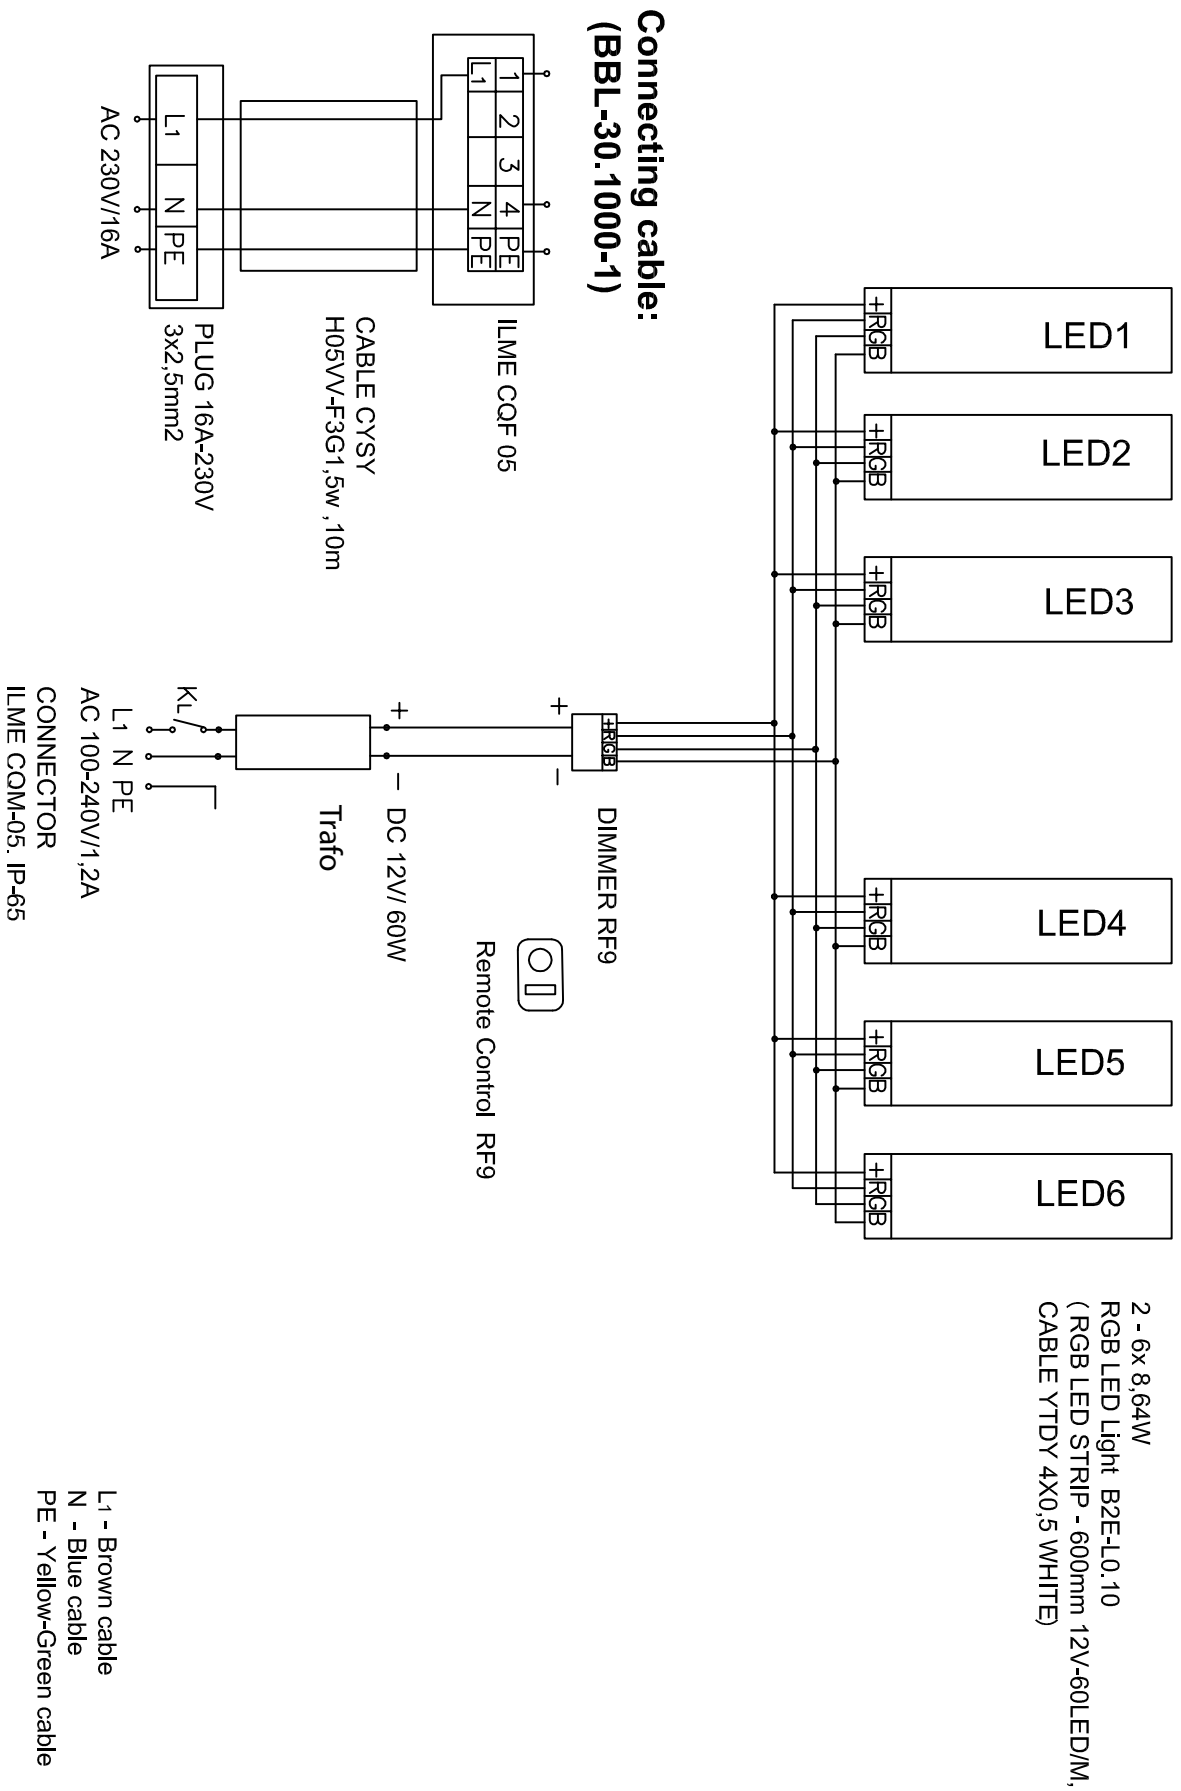 LED1
+RGB
LED2
+RGB
LED3
+RGB
LED4
+RGB
LED5
+RGB
LED6
+RGB
2 - 6x 8,64W
RGB LED Light B2E-L0.10
( RGB LED STRIP - 600mm 12V-60LED/M,
CABLE YTDY 4X0,5 WHITE)
Connecting cable:
(BBL-30.1000-1)
1 2 3 4 PE
L1 N PE
ILME CQF 05
CABLE CYSY
H05VV-F3G1,5w ,10m
L1 N PE
PLUG 16A-230V
3x2,5mm2
AC 230V/16A
+RGB
DIMMER RF9
+ -
Remote Control RF9
+ - DC 12V/ 60W
Trafo
KL
L1 N PE
AC 100-240V/1,2A
CONNECTOR
ILME CQM-05. IP-65
L1 - Brown cable
N - Blue cable
PE - Yellow-Green cable